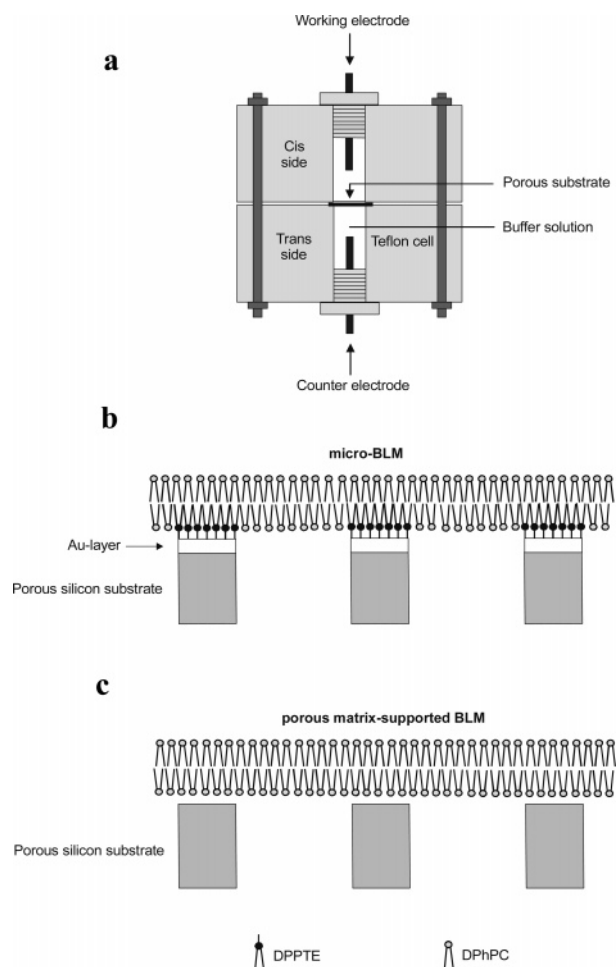 Working electrode
a
Cis
side
Porous substrate
Buffer solution
Trans
side
Teflon cell
Counter electrode
b
micro-BLM
Au-layer
Porous silicon substrate
c
porous matrix-supported BLM
Porous silicon substrate
DPPTE
DPhPC